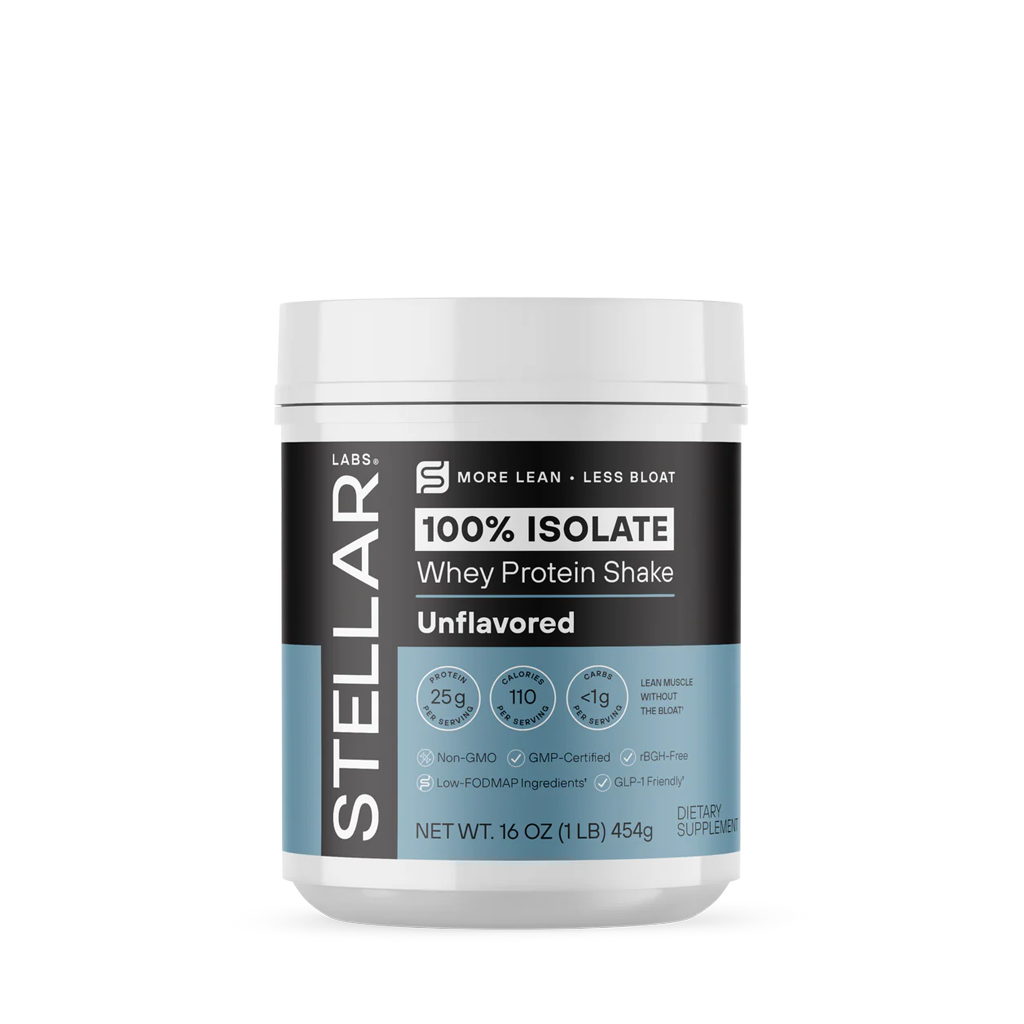 LABS®
STELLAR
MORE LEAN • LESS BLOAT
100% ISOLATE
Whey Protein Shake
Unflavored
PROTEIN
25g
PER SERVING
CALORIES
110
PER SERVING
CARBS
<1g
PER SERVING
LEAN MUSCLE
WITHOUT
THE BLOAT†
Non-GMO
GMP-Certified
rBGH-Free
Low-FODMAP Ingredients†
GLP-1 Friendly†
NET WT. 16 OZ (1 LB) 454g
DIETARY
SUPPLEMENT